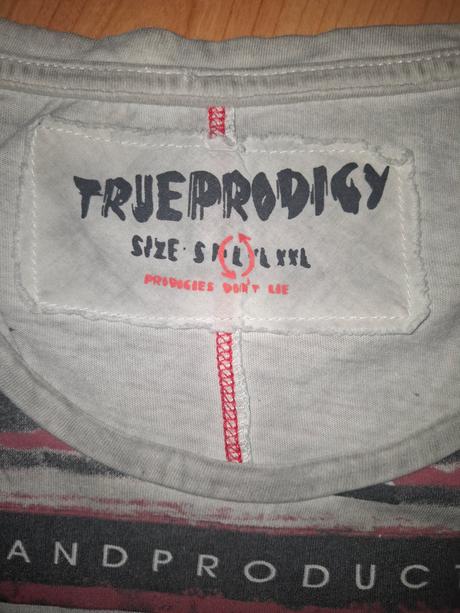 TRUEPRODIGY
SIZE S M L XL XXL
PRODIGIES DON'T LIE
ANDPRODUCT